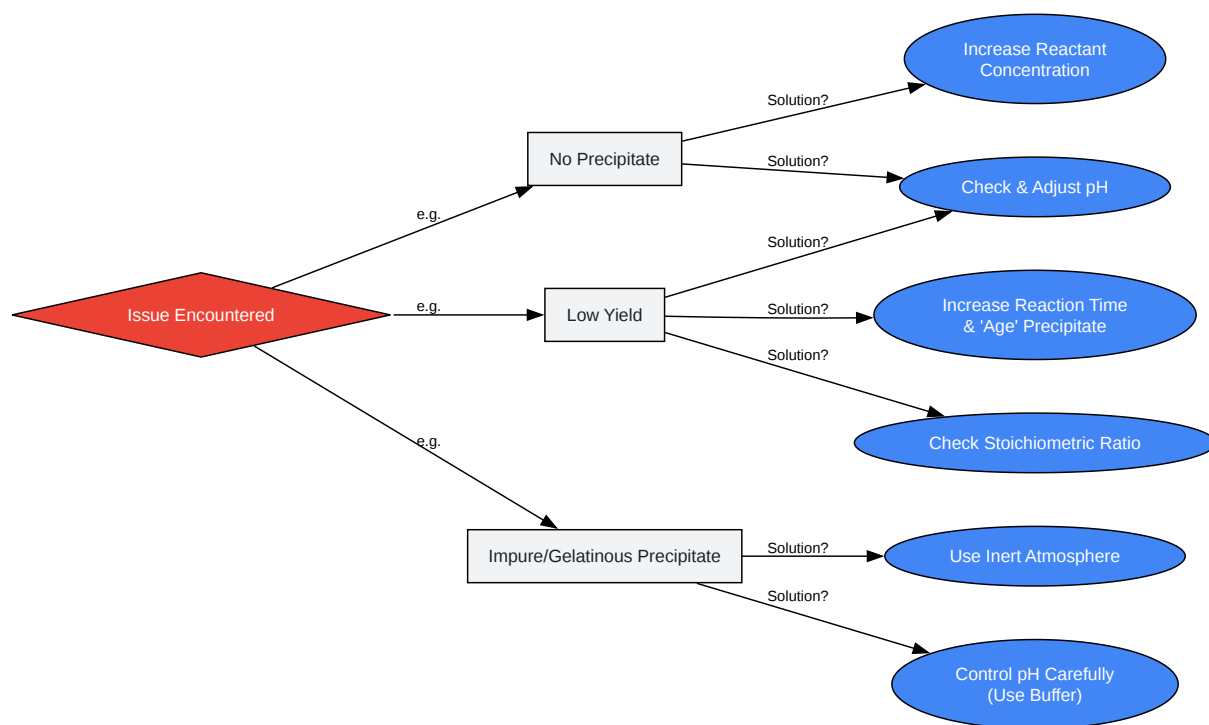 Increase Reactant
Concentration
Solution?
No Precipitate
Solution?
Check & Adjust pH
e.g.
Solution?
Issue Encountered
e.g.
Low Yield
Solution?
Increase Reaction Time
& 'Age' Precipitate
Solution?
e.g.
Check Stoichiometric Ratio
Impure/Gelatinous Precipitate
Solution?
Use Inert Atmosphere
Solution?
Control pH Carefully
(Use Buffer)